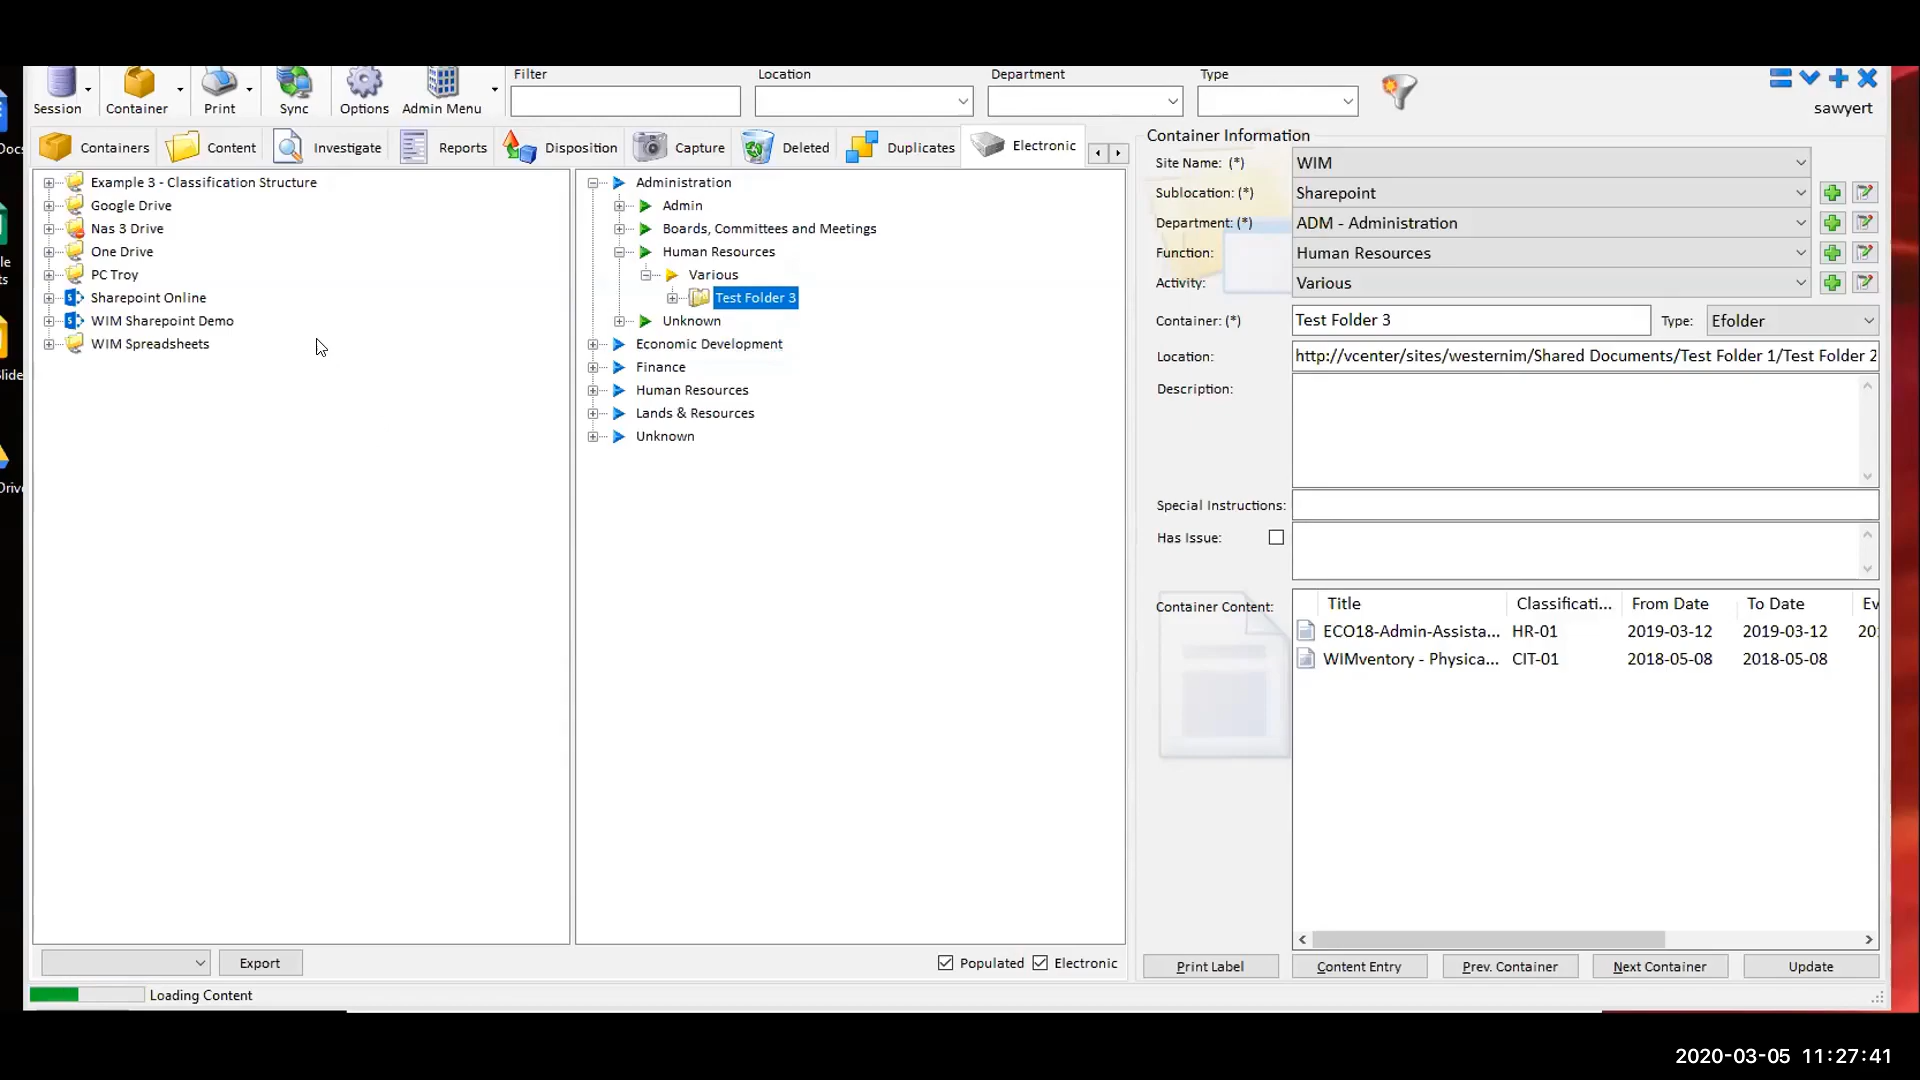 Filter Location Department Type
Session Container Print Sync Options Admin Menu
sawyert
Containers Content Investigate Reports Disposition Capture Deleted Duplicates Electronic
Example 3 - Classification Structure
Google Drive
Nas 3 Drive
One Drive
PC Troy
Sharepoint Online
WIM Sharepoint Demo
WIM Spreadsheets
Administration
Admin
Boards, Committees and Meetings
Human Resources
Various
Test Folder 3
Unknown
Economic Development
Finance
Human Resources
Lands & Resources
Unknown
Container Information
Site Name: (*) WIM
Sublocation: (*) Sharepoint
Department: (*) ADM - Administration
Function: Human Resources
Activity: Various
Container: (*) Test Folder 3 Type: Efolder
Location: http://vcenter/sites/westernim/Shared Documents/Test Folder 1/Test Folder 2
Description:
Special Instructions:
Has Issue:
Container Content:
Title Classificati... From Date To Date Ev
ECO18-Admin-Assista... HR-01 2019-03-12 2019-03-12 20
WIMventory - Physica... CIT-01 2018-05-08 2018-05-08
Export Populated Electronic
Print Label Content Entry Prev. Container Next Container Update
Loading Content
2020-03-05 11:27:41